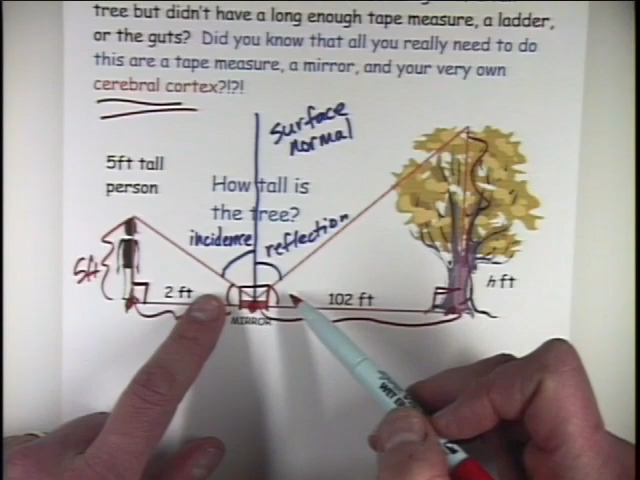 tree but didn't have a long enough tape measure, a ladder,
or the guts? Did you know that all you really need to do
this are a tape measure, a mirror, and your very own
cerebral cortex?!?!
surface
normal
5ft tall
person
How tall is
the tree?
incidence
reflection
5ft
2 ft
102 ft
h ft
MIRROR
WET ER